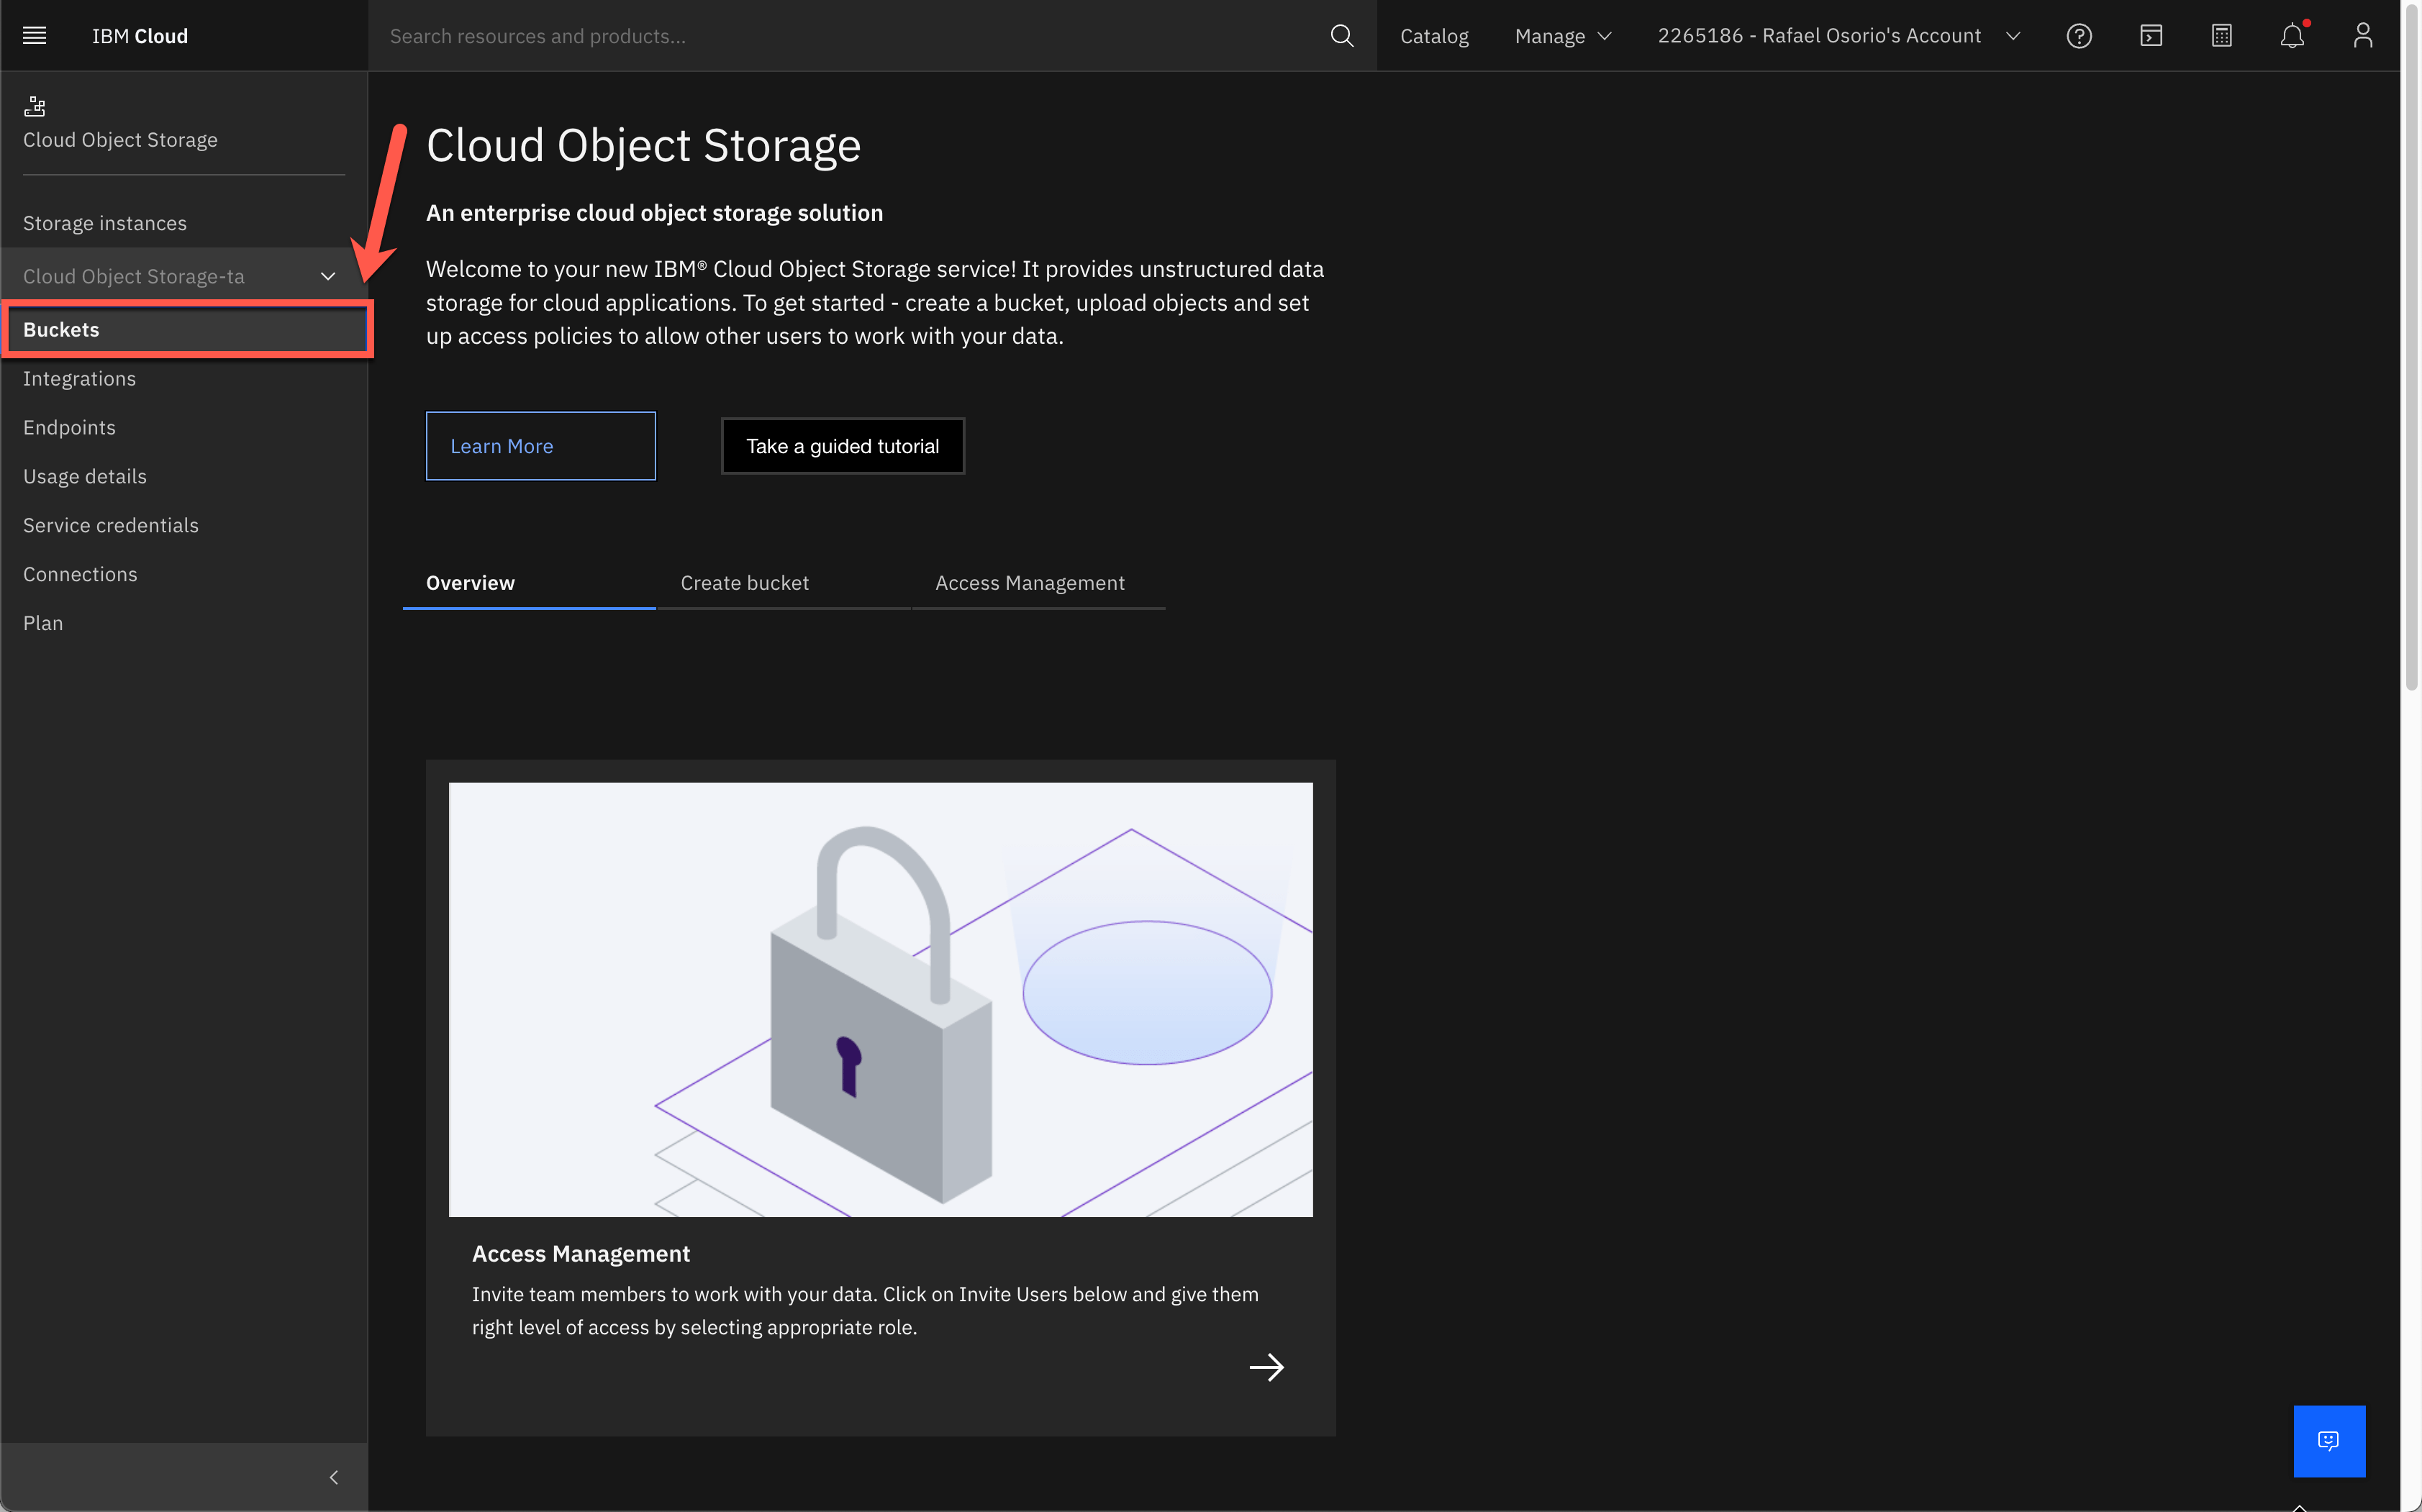 IBM Cloud
Search resources and products...
Catalog
Manage
2265186 - Rafael Osorio's Account
Cloud Object Storage
Storage instances
Cloud Object Storage-ta
Buckets
Integrations
Endpoints
Usage details
Service credentials
Connections
Plan
Cloud Object Storage
An enterprise cloud object storage solution
Welcome to your new IBM® Cloud Object Storage service! It provides unstructured data
storage for cloud applications. To get started - create a bucket, upload objects and set
up access policies to allow other users to work with your data.
Learn More
Take a guided tutorial
Overview
Create bucket
Access Management
Access Management
Invite team members to work with your data. Click on Invite Users below and give them
right level of access by selecting appropriate role.